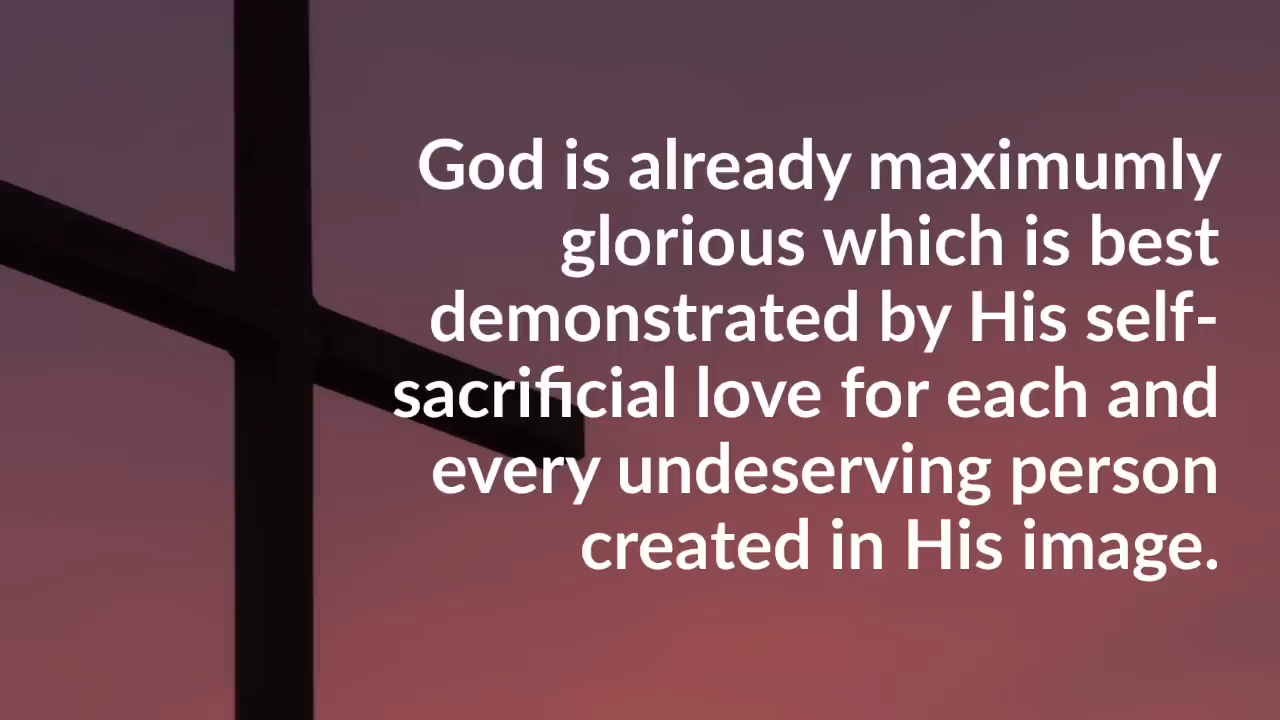 God is already maximumly
glorious which is best
demonstrated by His self-
sacrificial love for each and
every undeserving person
created in His image.